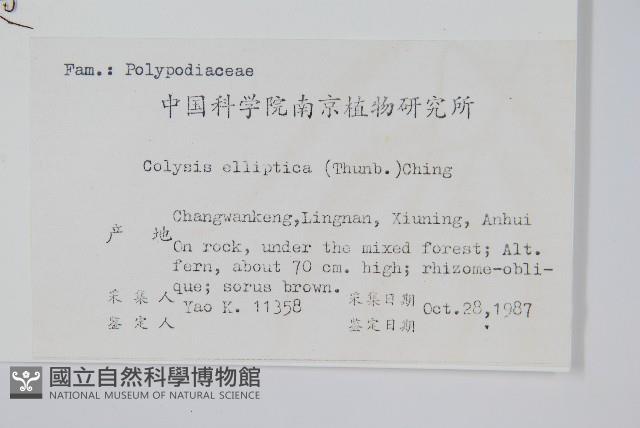 Fam.: Polypodiaceae
中国科学院南京植物研究所
Colysis elliptica (Thunb.)Ching
产 地 Changwankeng,Lingnan, Xiuning, Anhui
On rock, under the mixed forest; Alt.
fern, about 70 cm. high; rhizome-obli-
que; sorus brown.
采集人 Yao K. 11358 采集日期 Oct.28,1987
鉴定人 鉴定日期
國立自然科學博物館
NATIONAL MUSEUM OF NATURAL SCIENCE